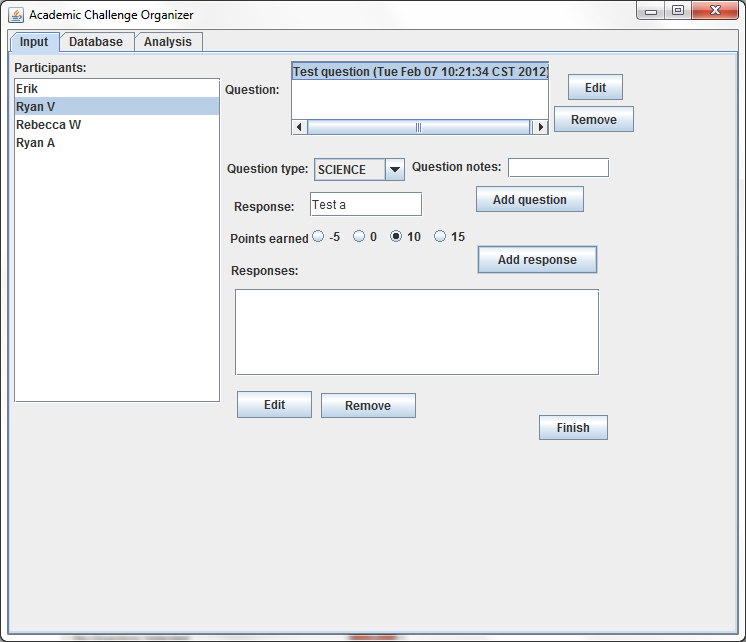 Academic Challenge Organizer
Input Database Analysis
Participants:
Erik
Ryan V
Rebecca W
Ryan A
Question:
Test question (Tue Feb 07 10:21:34 CST 2012)
Edit
Remove
Question type: SCIENCE Question notes:
Response: Test a Add question
Points earned -5 0 10 15
Add response
Responses:
Edit Remove
Finish